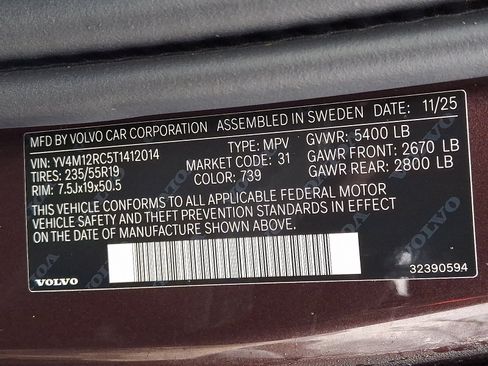 MFD BY VOLVO CAR CORPORATION ASSEMBLED IN SWEDEN DATE: 11/25
VIN: YV4M12RC5T1412014 TYPE: MPV GVWR: 5400 LB
TIRES: 235/55R19 MARKET CODE: 31 GAWR FRONT: 2670 LB
RIM: 7.5Jx19x50.5 COLOR: 739 GAWR REAR: 2800 LB
THIS VEHICLE CONFORMS TO ALL APPLICABLE FEDERAL MOTOR
VEHICLE SAFETY AND THEFT PREVENTION STANDARDS IN EFFECT
ON THE DATE OF MANUFACTURE SHOWN ABOVE.
VOLVO 32390594